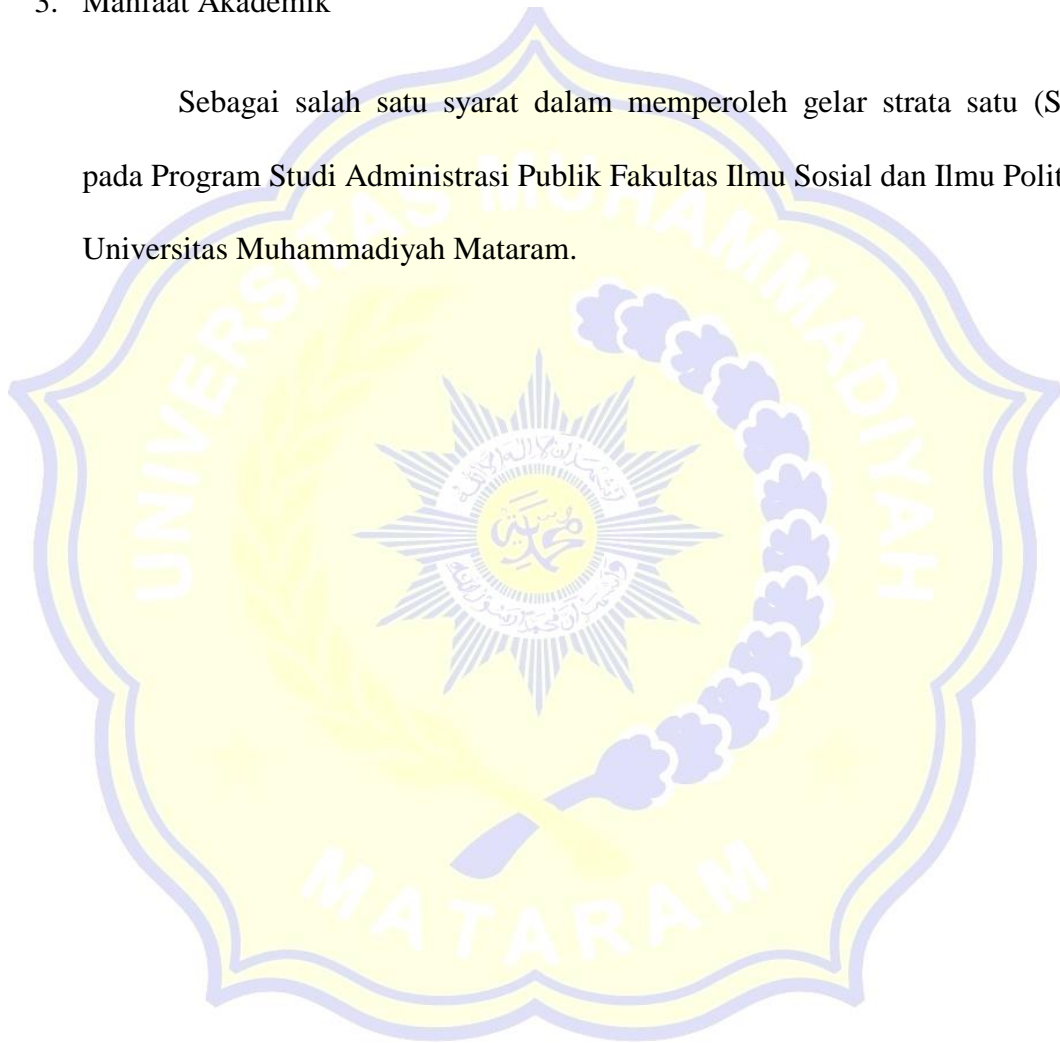 3. Manfaat Akademik
Sebagai salah satu syarat dalam memperoleh gelar strata satu (S
pada Program Studi Administrasi Publik Fakultas Ilmu Sosial dan Ilmu Polit
Universitas Muhammadiyah Mataram.
UNIVERSITAS MUHAMMADIYAH
محمدية
MATARAM